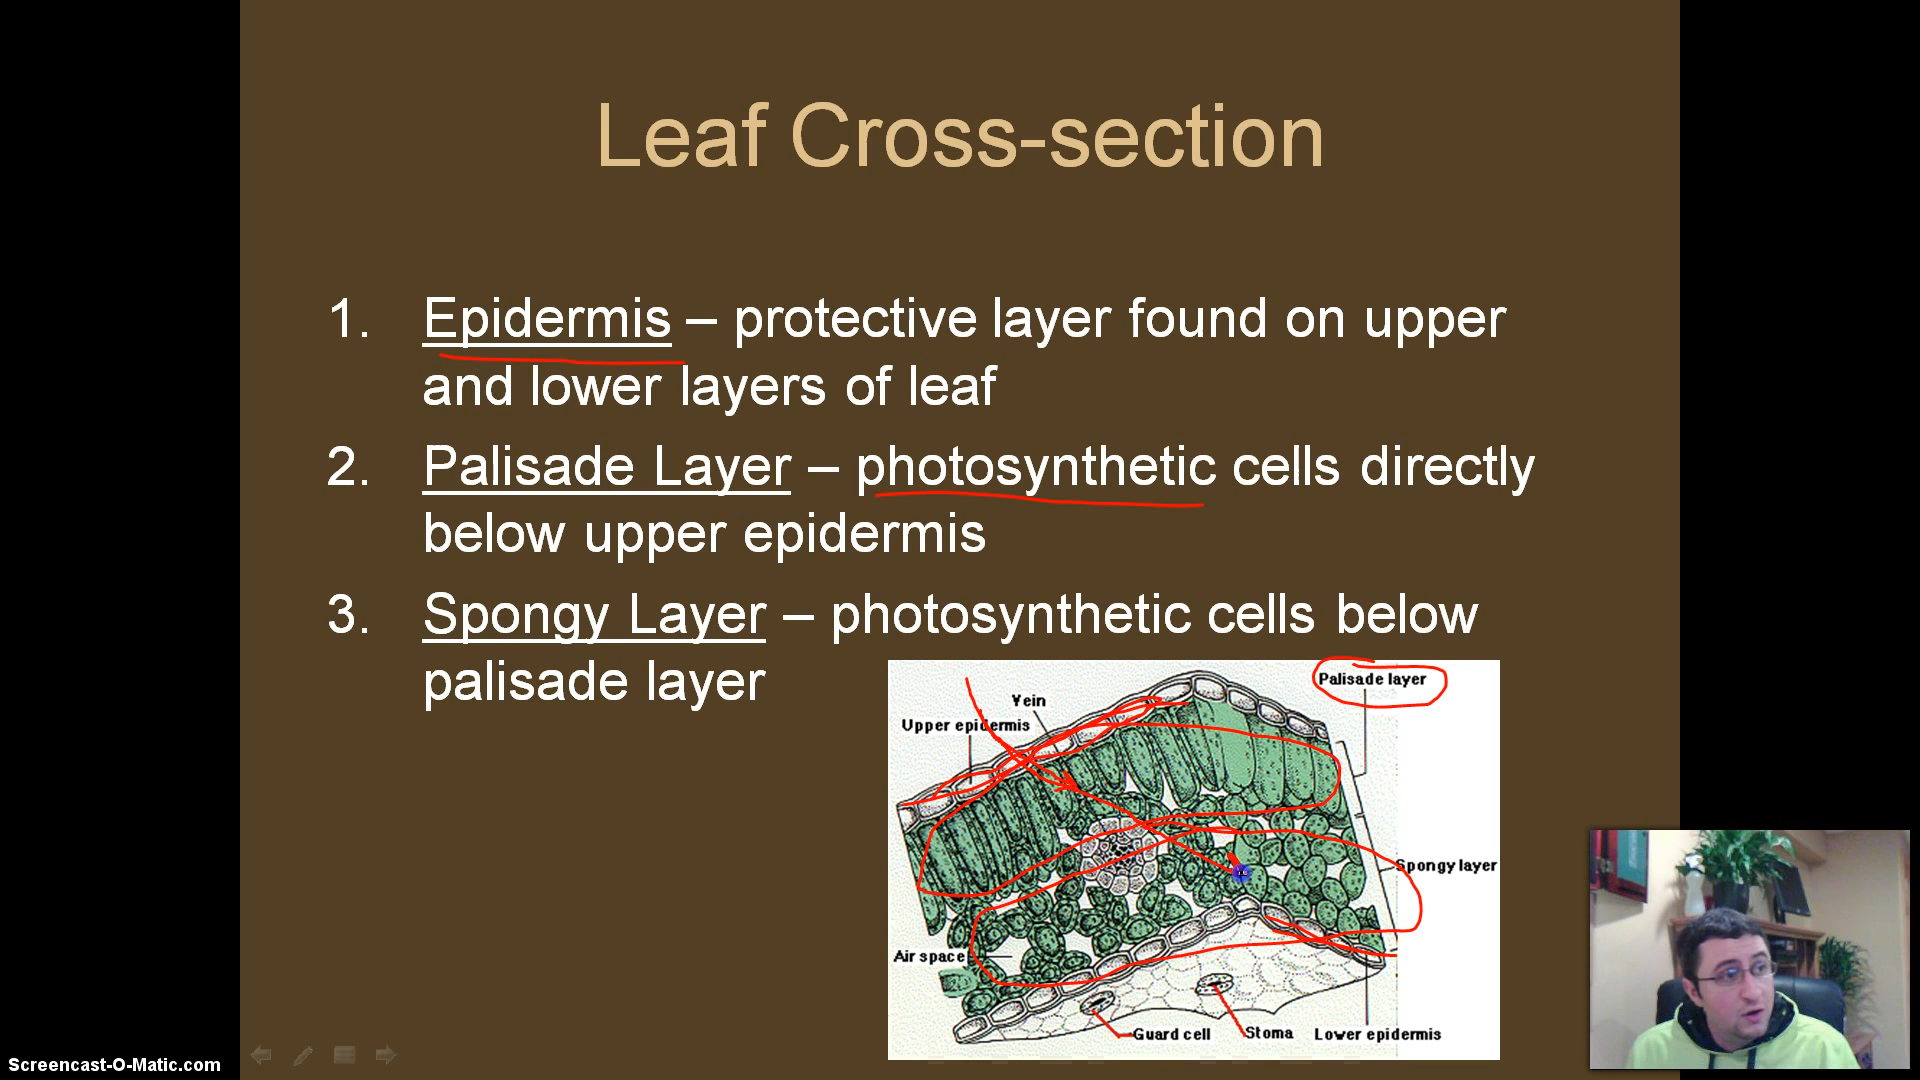 Leaf Cross-section
1. Epidermis – protective layer found on upper
and lower layers of leaf
2. Palisade Layer – photosynthetic cells directly
below upper epidermis
3. Spongy Layer – photosynthetic cells below
palisade layer
Palisade layer
Vein
Upper epidermis
Spongy layer
Air space
Guard cell
Stoma
Lower epidermis
Screencast-O-Matic.com